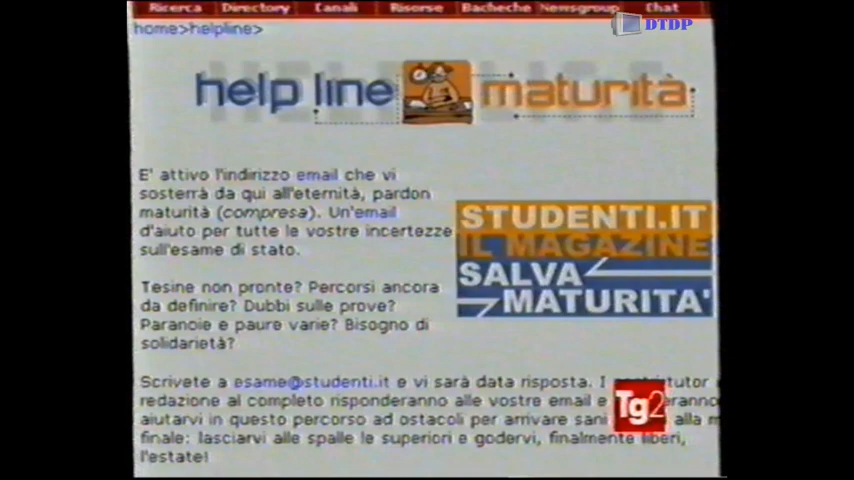 Ricerca Directory Canali Risorse Bacheche Newsgroup Chat
DTDP
home>helpline>
help line maturità
E' attivo l'indirizzo email che vi
sosterrà da qui all'eternità, pardon
maturità (compresa). Un'email
d'aiuto per tutte le vostre incertezze
sull'esame di stato.
STUDENTI.IT
IL MAGAZINE
SALVA
MATURITA'
Tesine non pronte? Percorsi ancora
da definire? Dubbi sulle prove?
Paranoie e paure varie? Bisogno di
solidarietà?
Scrivete a esame@studenti.it e vi sarà data risposta. I tutor
redazione al completo risponderanno alle vostre email e
aiutarvi in questo percorso ad ostacoli per arrivare sani alla
finale: lasciarvi alle spalle le superiori e godervi, finalmente liberi,
l'estate!
Tg2